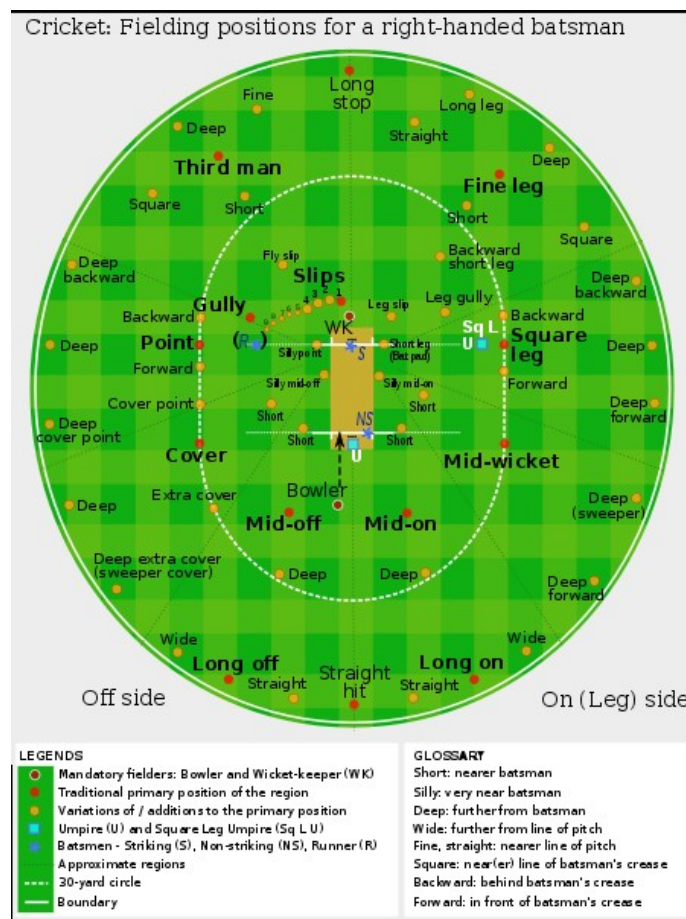 Cricket: Fielding positions for a right-handed batsman
Long
stop
Fine
Long leg
Deep
Straight
Third man
Deep
Fine leg
Square
Short
Short
Square
Fly slip
Backward
short leg
Deep
backward
Slips
Deep
backward
Gully
5 4 3 2 1
Leg slip
Leg gully
Backward
WK
Sq L
U
Backward
Point
(R)
Silly point
S
Short leg
(Bat pad)
Square
leg
Deep
Deep
Forward
Silly mid-off
Silly mid-on
Forward
Cover point
Short
Short
Deep
forward
Deep
cover point
NS
Short
Short
Cover
U
Mid-wicket
Bowler
Extra cover
Deep
Mid-off
Mid-on
Deep
(sweeper)
Deep extra cover
(sweeper cover)
Deep
Deep
Deep
forward
Wide
Wide
Long off
Straight
hit
Long on
Straight
Straight
Off side
On (Leg) side
LEGENDS
Mandatory fielders: Bowler and Wicket-keeper (WK)
Traditional primary position of the region
Variations of / additions to the primary position
Umpire (U) and Square Leg Umpire (Sq L U)
Batsmen - Striking (S), Non-striking (NS), Runner (R)
Approximate regions
30-yard circle
Boundary
GLOSSARY
Short: nearer batsman
Silly: very near batsman
Deep: further from batsman
Wide: further from line of pitch
Fine, straight: nearer line of pitch
Square: near(er) line of batsman's crease
Backward: behind batsman's crease
Forward: in front of batsman's crease